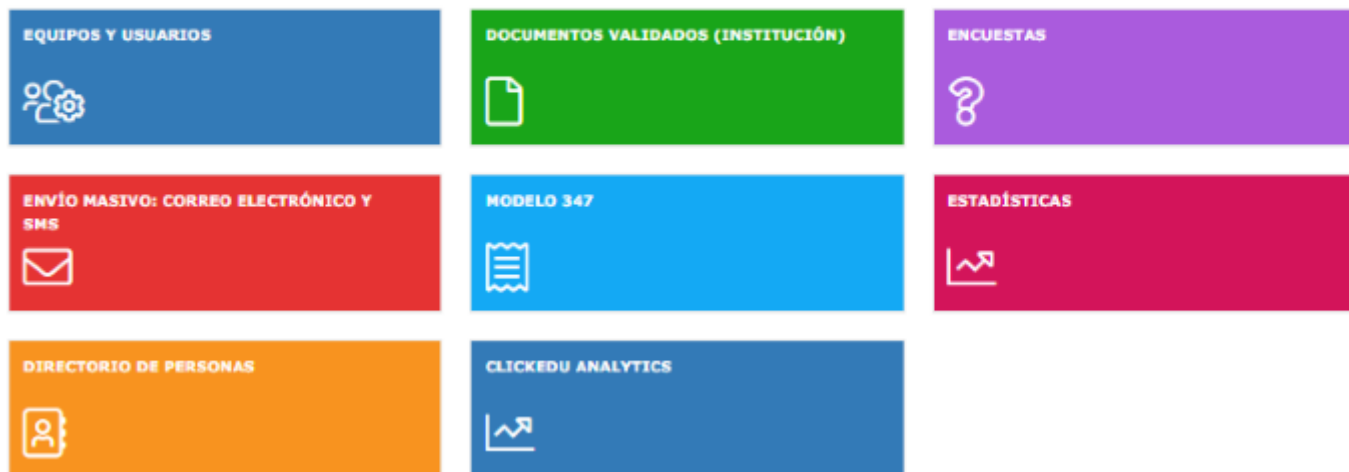 EQUIPOS Y USUARIOS
DOCUMENTOS VALIDADOS (INSTITUCIÓN)
ENCUESTAS
ENVÍO MASIVO: CORREO ELECTRÓNICO Y
SMS
MODELO 347
ESTADÍSTICAS
DIRECTORIO DE PERSONAS
CLICKEDU ANALYTICS